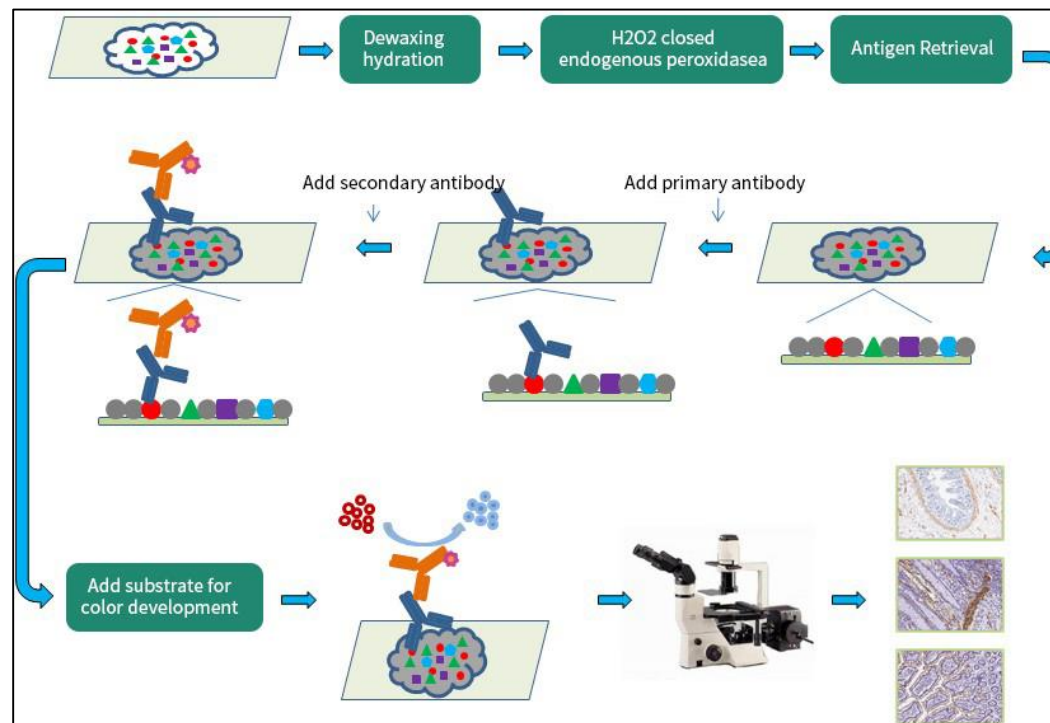 Dewaxing
hydration
H2O2 closed
endogenous peroxidasea
Antigen Retrieval
Add secondary antibody
Add primary antibody
Add substrate for
color development